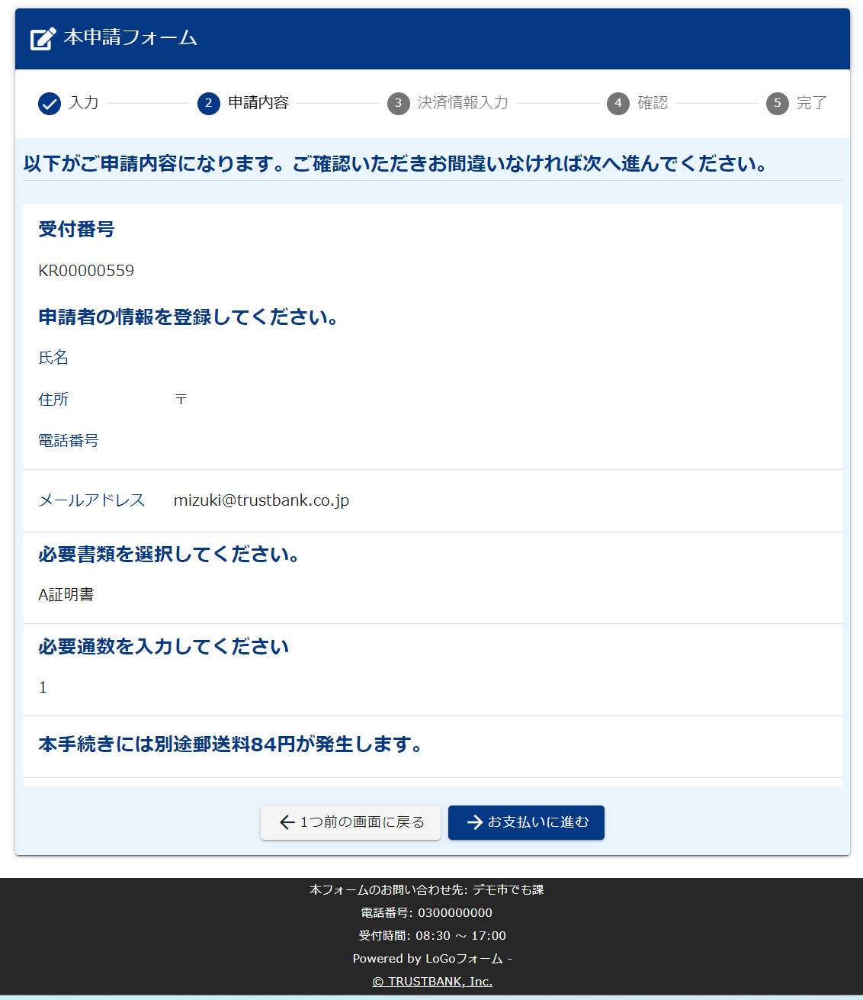 本申請フォーム
入力
2 申請内容
3 決済情報入力
4 確認
5 完了
以下がご申請内容になります。ご確認いただきお間違いなければ次へ進んでください。
受付番号
KR00000559
申請者の情報を登録してください。
氏名
住所 〒
電話番号
メールアドレス mizuki@trustbank.co.jp
必要書類を選択してください。
A証明書
必要通数を入力してください
1
本手続きには別途郵送料84円が発生します。
1つ前の画面に戻る
お支払いに進む
本フォームのお問い合わせ先: デモ市でも課
電話番号: 0300000000
受付時間: 08:30 ～ 17:00
Powered by LoGoフォーム -
© TRUSTBANK, Inc.